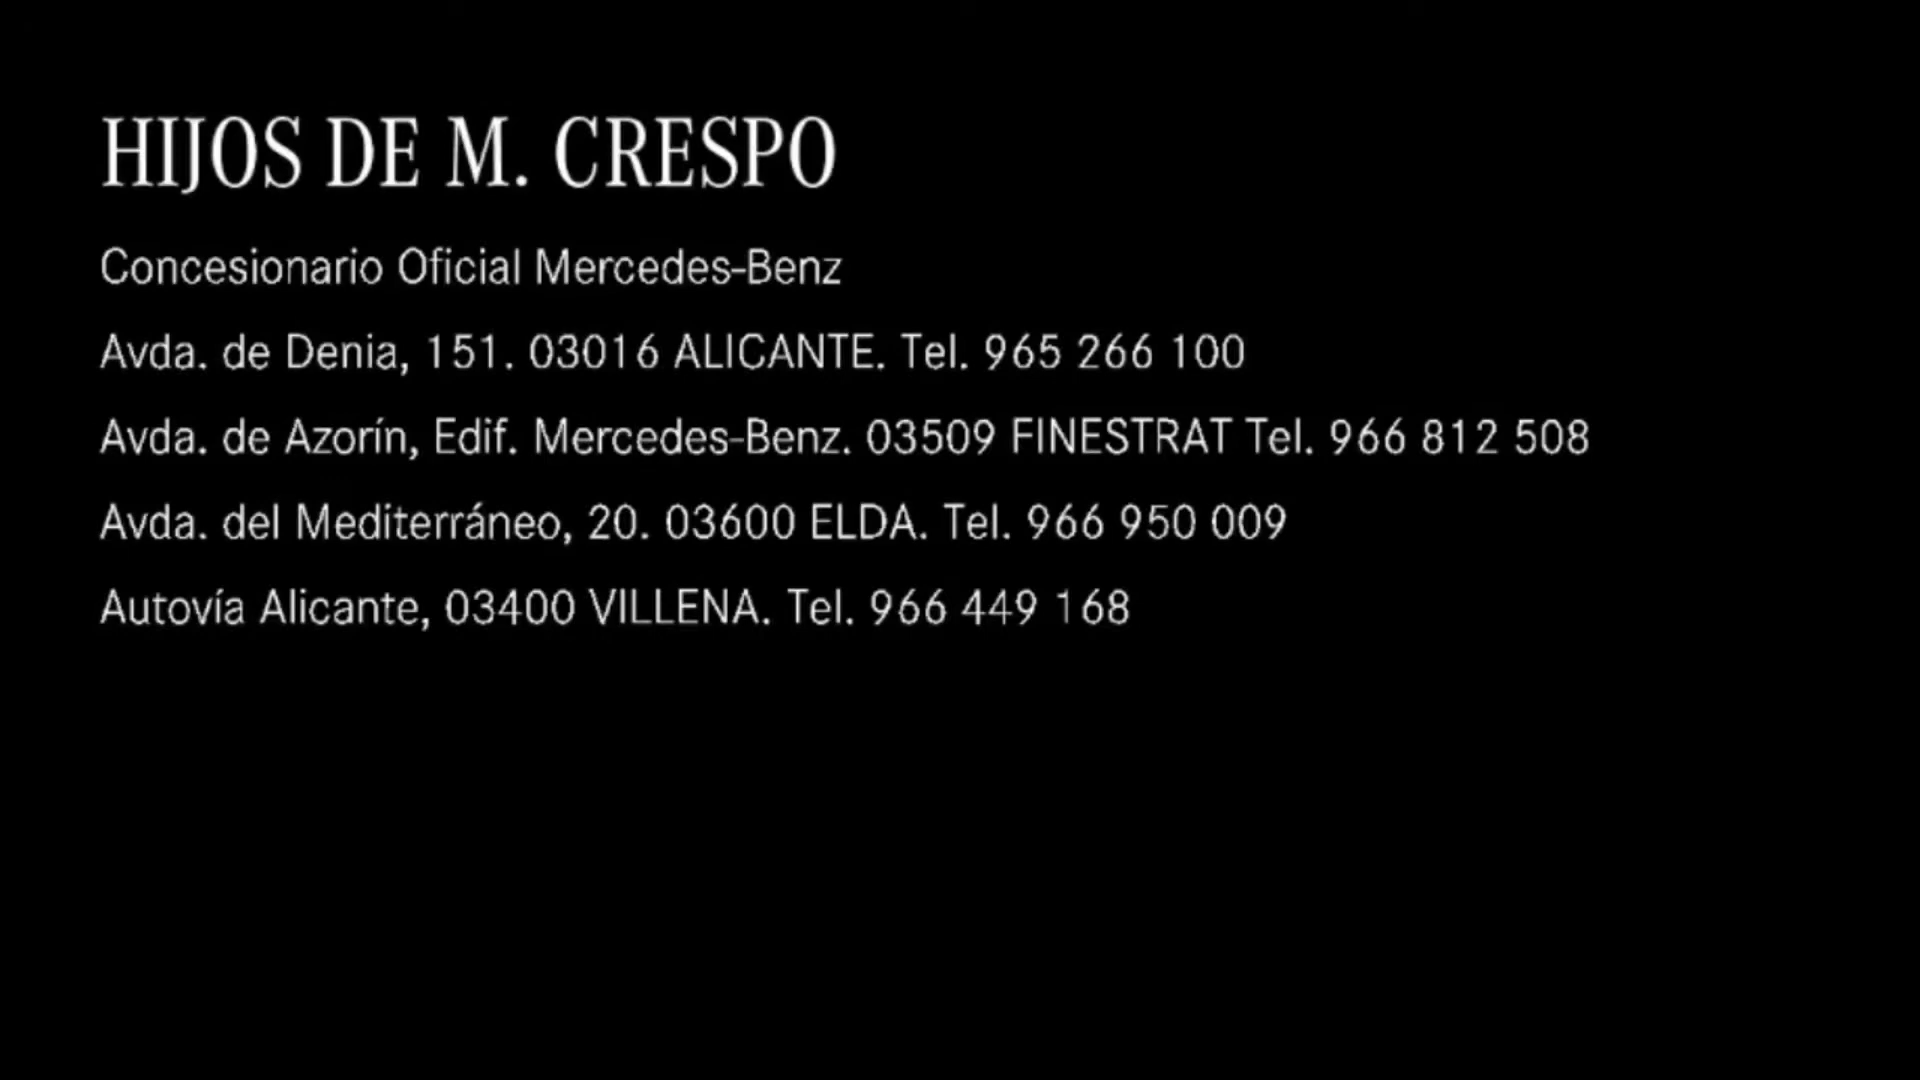 HIJOS DE M. CRESPO
Concesionario Oficial Mercedes-Benz
Avda. de Denia, 151. 03016 ALICANTE. Tel. 965 266 100
Avda. de Azorín, Edif. Mercedes-Benz. 03509 FINESTRAT Tel. 966 812 508
Avda. del Mediterráneo, 20. 03600 ELDA. Tel. 966 950 009
Autovía Alicante, 03400 VILLENA. Tel. 966 449 168